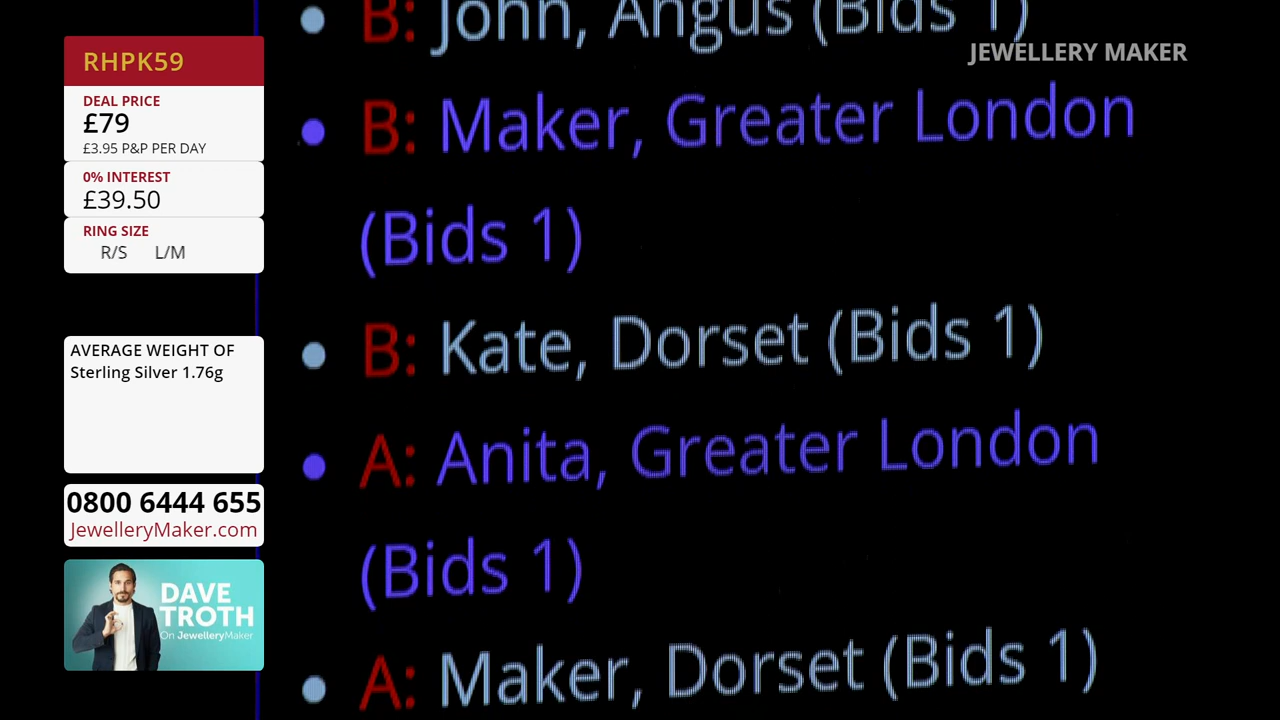 RHPK59
DEAL PRICE
£79
£3.95 P&P PER DAY
0% INTEREST
£39.50
RING SIZE
R/S L/M
AVERAGE WEIGHT OF
Sterling Silver 1.76g
0800 6444 655
JewelleryMaker.com
DAVE
TROTH
On JewelleryMaker
JEWELLERY MAKER
B: John, Angus (Bids 1)
B: Maker, Greater London
(Bids 1)
B: Kate, Dorset (Bids 1)
A: Anita, Greater London
(Bids 1)
A: Maker, Dorset (Bids 1)